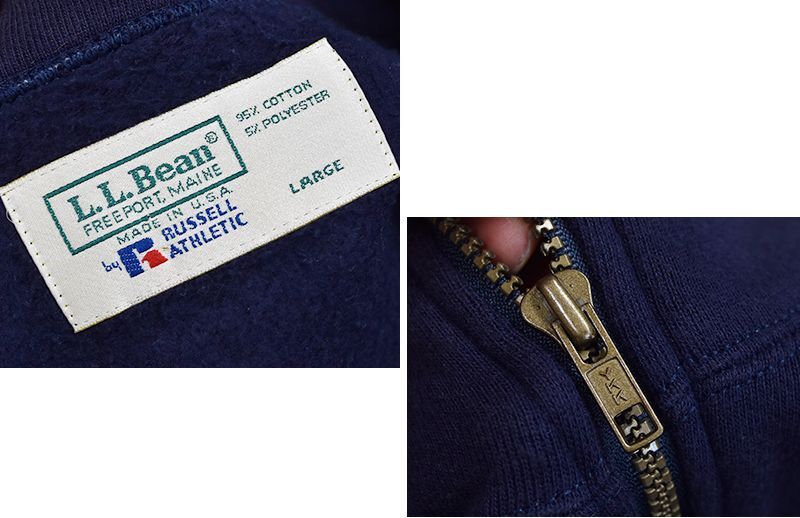 L.L.Bean®
FREEPORT, MAINE
MADE IN U.S.A.
by R RUSSELL
ATHLETIC
95% COTTON
5% POLYESTER
LARGE
YKK